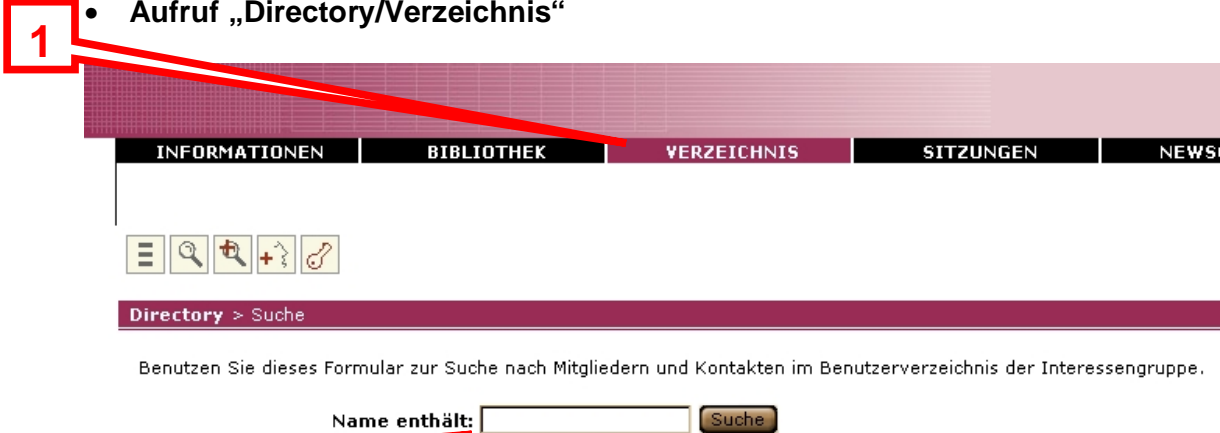 • Aufruf „Directory/Verzeichnis“
1
INFORMATIONEN BIBLIOTHEK VERZEICHNIS SITZUNGEN
Directory > Suche
Benutzen Sie dieses Formular zur Suche nach Mitgliedern und Kontakten im Benutzerverzeichnis der Interessengruppe.
Name enthält: Suche